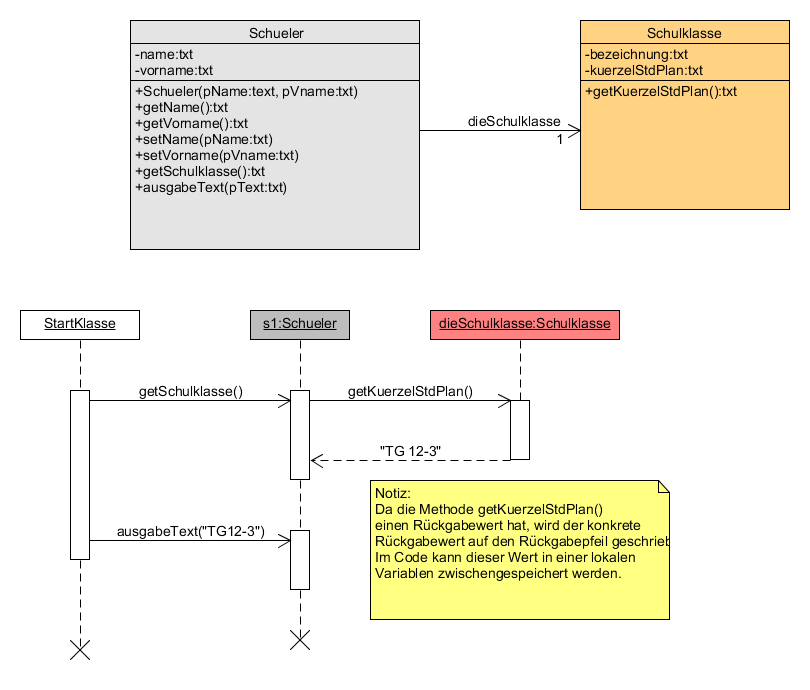 Schueler
-name:txt
-vorname:txt
+Schueler(pName:text, pVname:txt)
+getName():txt
+getVorname():txt
+setName(pName:txt)
+setVorname(pVname:txt)
+getSchulklasse():txt
+ausgabeText(pText:txt)
dieSchulklasse
1
Schulklasse
-bezeichnung:txt
-kuerzelStdPlan:txt
+getKuerzelStdPlan():txt
StartKlasse
s1:Schueler
dieSchulklasse:Schulklasse
getSchulklasse()
getKuerzelStdPlan()
"TG 12-3"
ausgabeText("TG12-3")
Notiz:
Da die Methode getKuerzelStdPlan()
einen Rückgabewert hat, wird der konkrete
Rückgabewert auf den Rückgabepfeil geschrieb
Im Code kann dieser Wert in einer lokalen
Variablen zwischengespeichert werden.